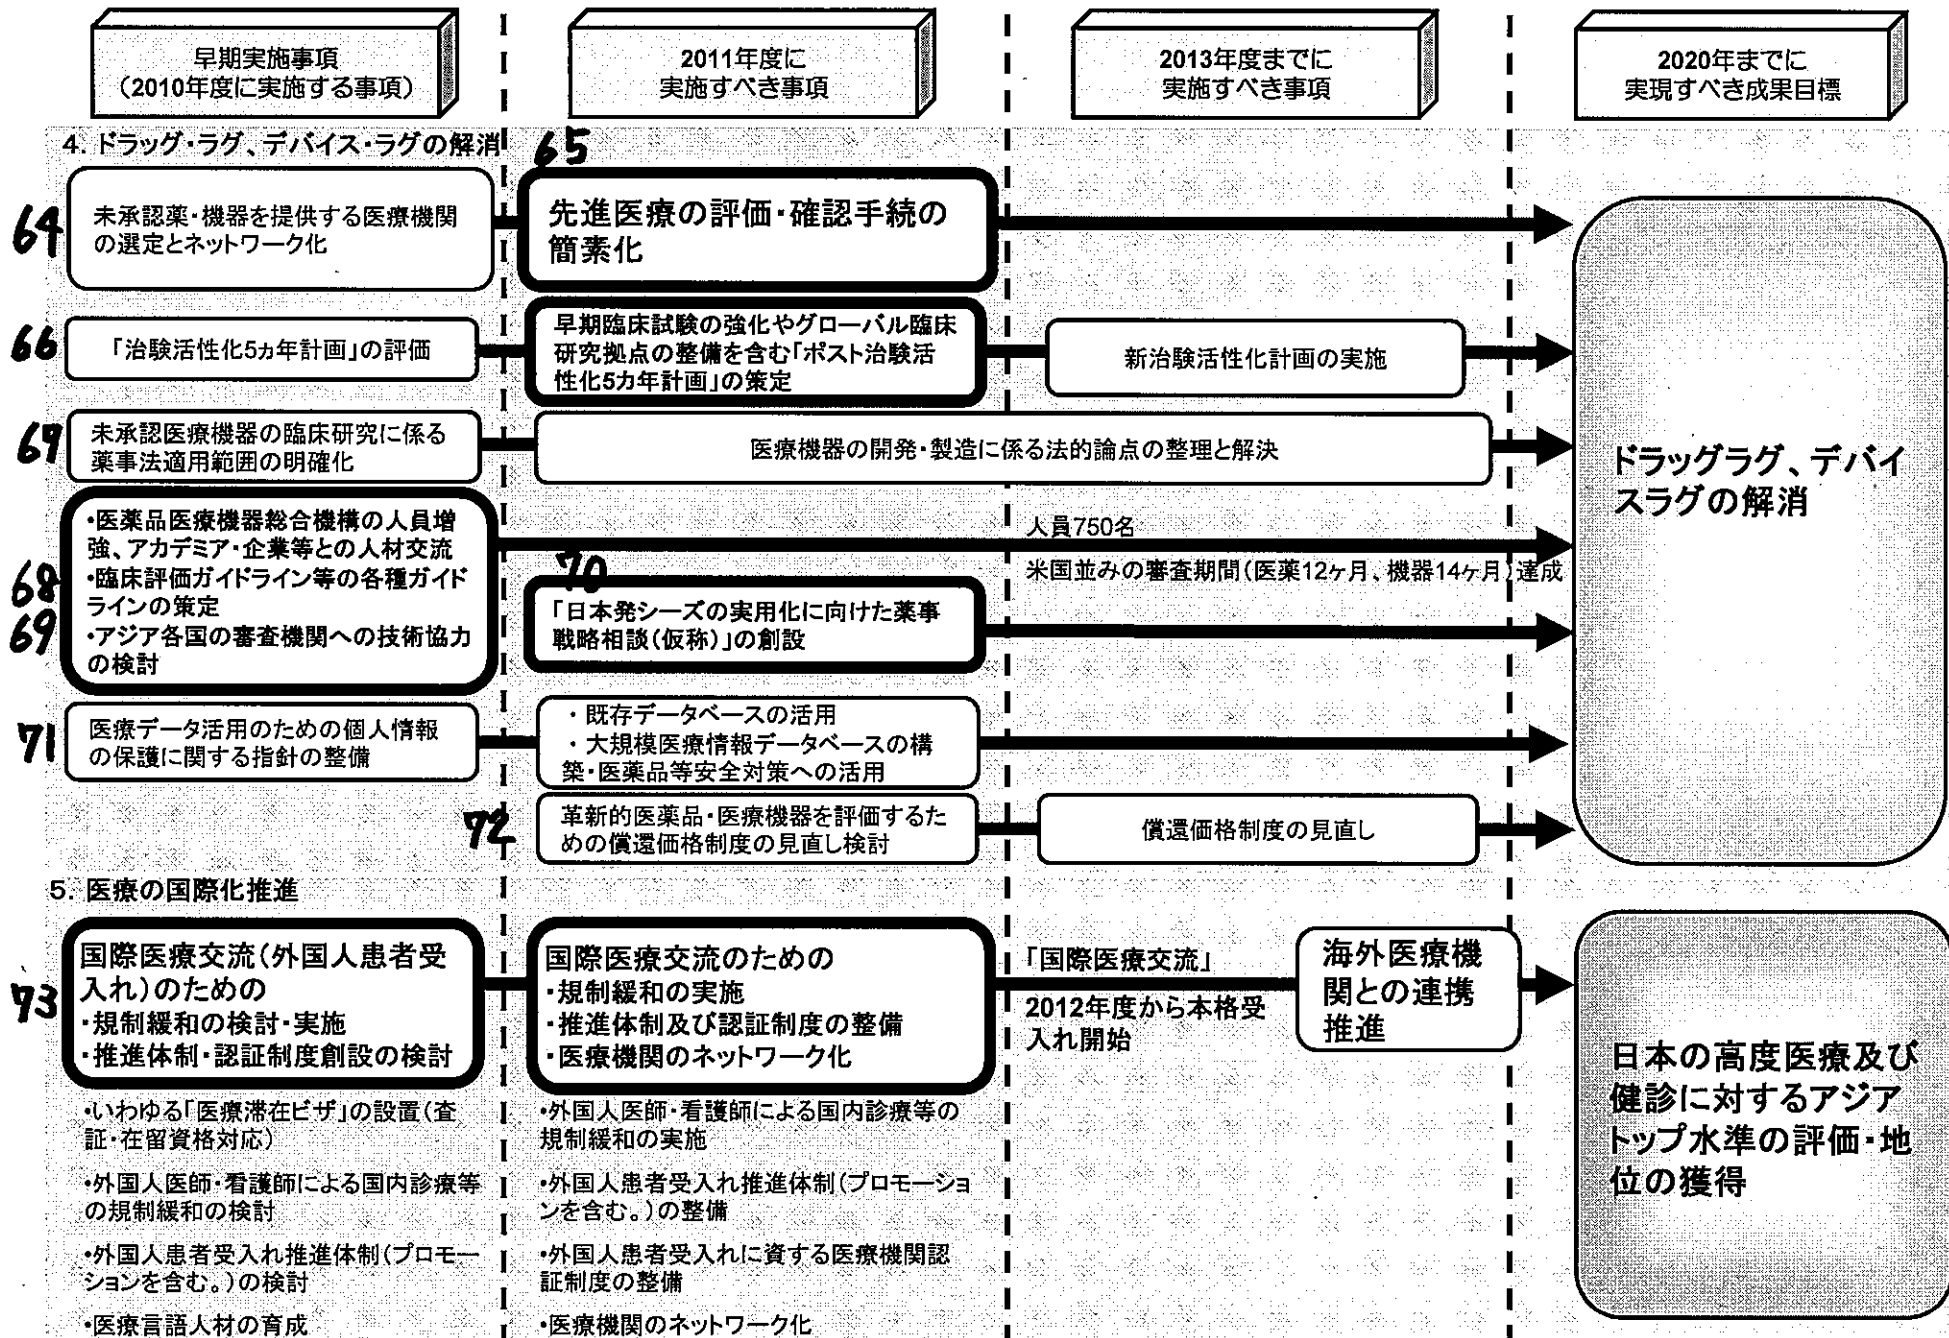 早期実施事項
（2010年度に実施する事項）
2011年度に
実施すべき事項
2013年度までに
実施すべき事項
2020年までに
実現すべき成果目標
4. ドラッグ・ラグ、デバイス・ラグの解消
64
未承認薬・機器を提供する医療機関
の選定とネットワーク化
65
先進医療の評価・確認手続の
簡素化
66
「治験活性化5ヵ年計画」の評価
早期臨床試験の強化やグローバル臨床
研究拠点の整備を含む「ポスト治験活
性化5カ年計画」の策定
新治験活性化計画の実施
67
未承認医療機器の臨床研究に係る
薬事法適用範囲の明確化
医療機器の開発・製造に係る法的論点の整理と解決
68
69
・医薬品医療機器総合機構の人員増
強、アカデミア・企業等との人材交流
・臨床評価ガイドライン等の各種ガイド
ラインの策定
・アジア各国の審査機関への技術協力
の検討
人員750名
米国並みの審査期間（医薬12ヶ月、機器14ヶ月）達成
70
「日本発シーズの実用化に向けた薬事
戦略相談（仮称）」の創設
71
医療データ活用のための個人情報
の保護に関する指針の整備
・既存データベースの活用
・大規模医療情報データベースの構
築・医薬品等安全対策への活用
72
革新的医薬品・医療機器を評価するた
めの償還価格制度の見直し検討
償還価格制度の見直し
ドラッグラグ、デバイ
スラグの解消
5. 医療の国際化推進
73
国際医療交流（外国人患者受
入れ）のための
・規制緩和の検討・実施
・推進体制・認証制度創設の検討
国際医療交流のための
・規制緩和の実施
・推進体制及び認証制度の整備
・医療機関のネットワーク化
「国際医療交流」
2012年度から本格受
入れ開始
海外医療機
関との連携
推進
日本の高度医療及び
健診に対するアジア
トップ水準の評価・地
位の獲得
・いわゆる「医療滞在ビザ」の設置（査
証・在留資格対応）
・外国人医師・看護師による国内診療等
の規制緩和の検討
・外国人患者受入れ推進体制（プロモー
ションを含む。）の検討
・医療言語人材の育成
・外国人医師・看護師による国内診療等の
規制緩和の実施
・外国人患者受入れ推進体制（プロモーショ
ンを含む。）の整備
・外国人患者受入れに資する医療機関認
証制度の整備
・医療機関のネットワーク化